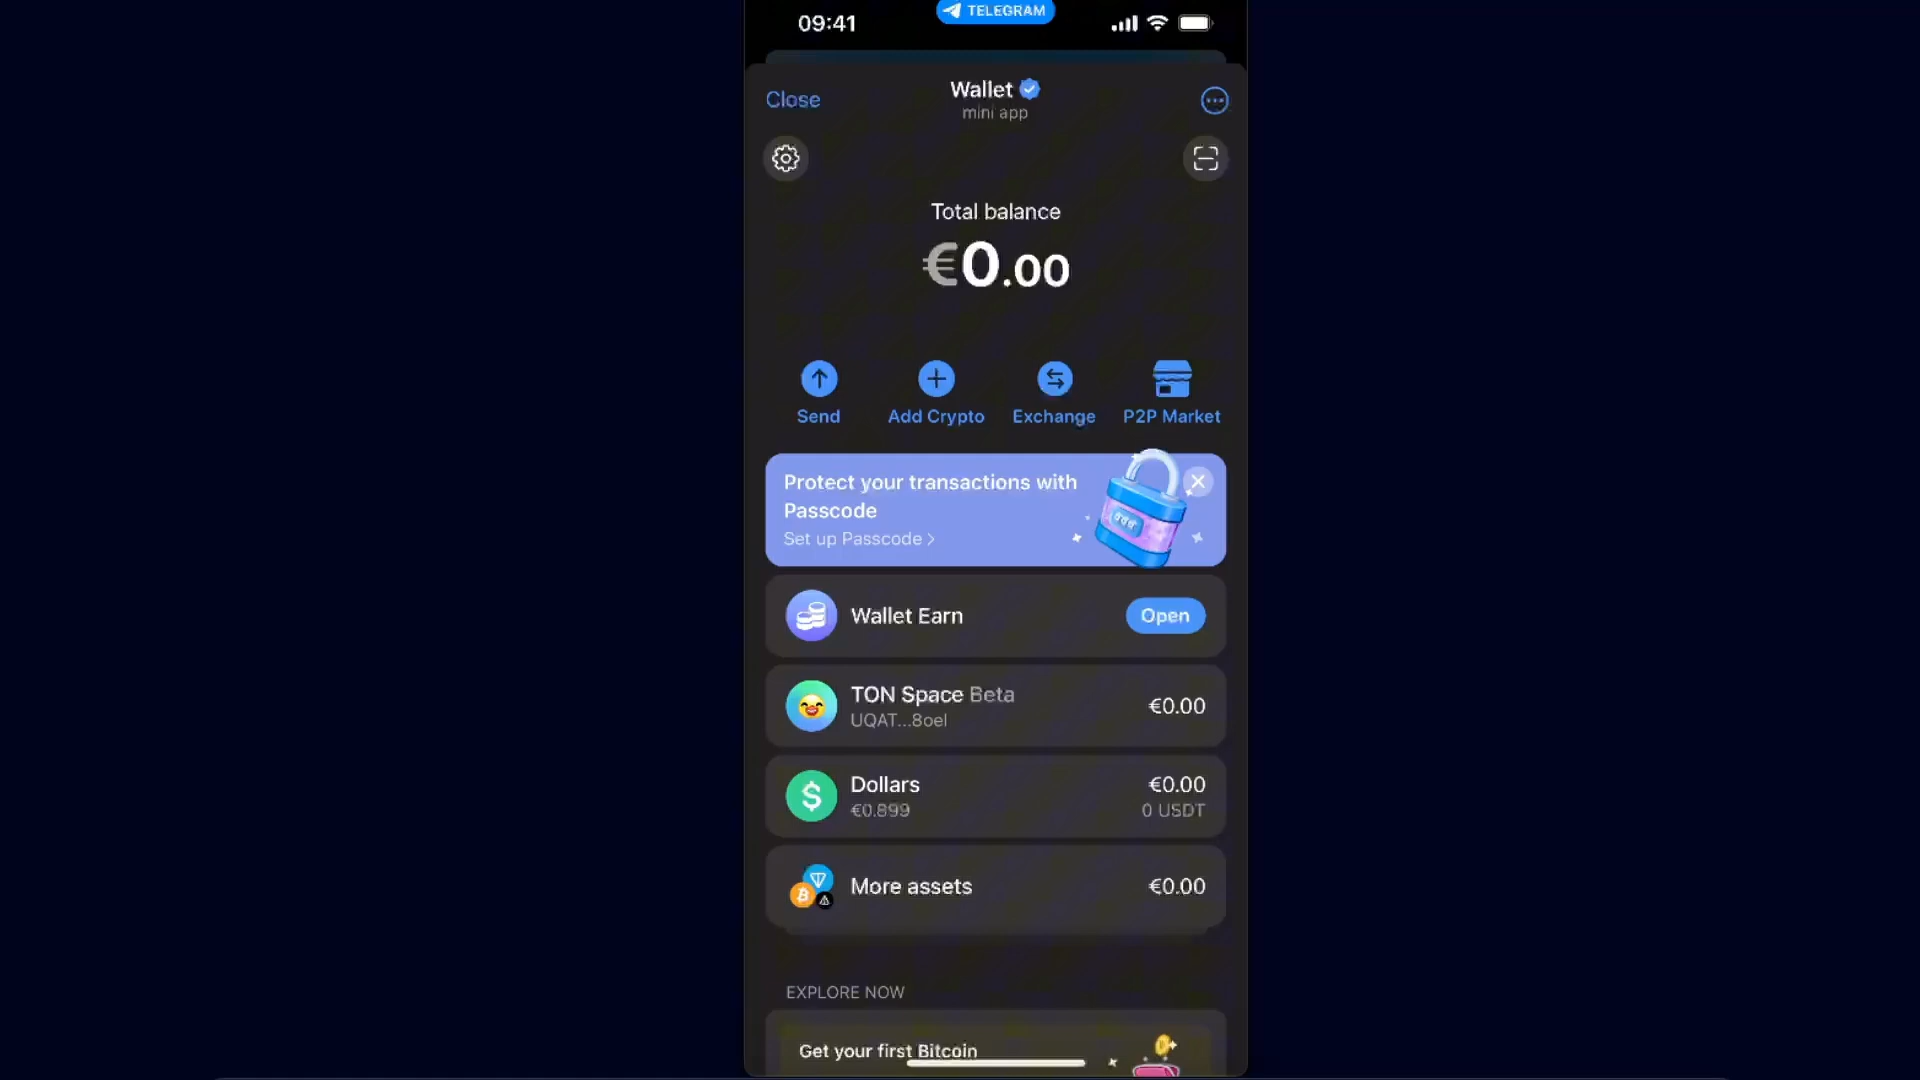 09:41
TELEGRAM
Close
Wallet
mini app
Total balance
€0.00
Send
Add Crypto
Exchange
P2P Market
Protect your transactions with
Passcode
Set up Passcode >
Wallet Earn
Open
TON Space Beta
UQAT...8oel
€0.00
Dollars
€0.899
€0.00
0 USDT
More assets
€0.00
EXPLORE NOW
Get your first Bitcoin